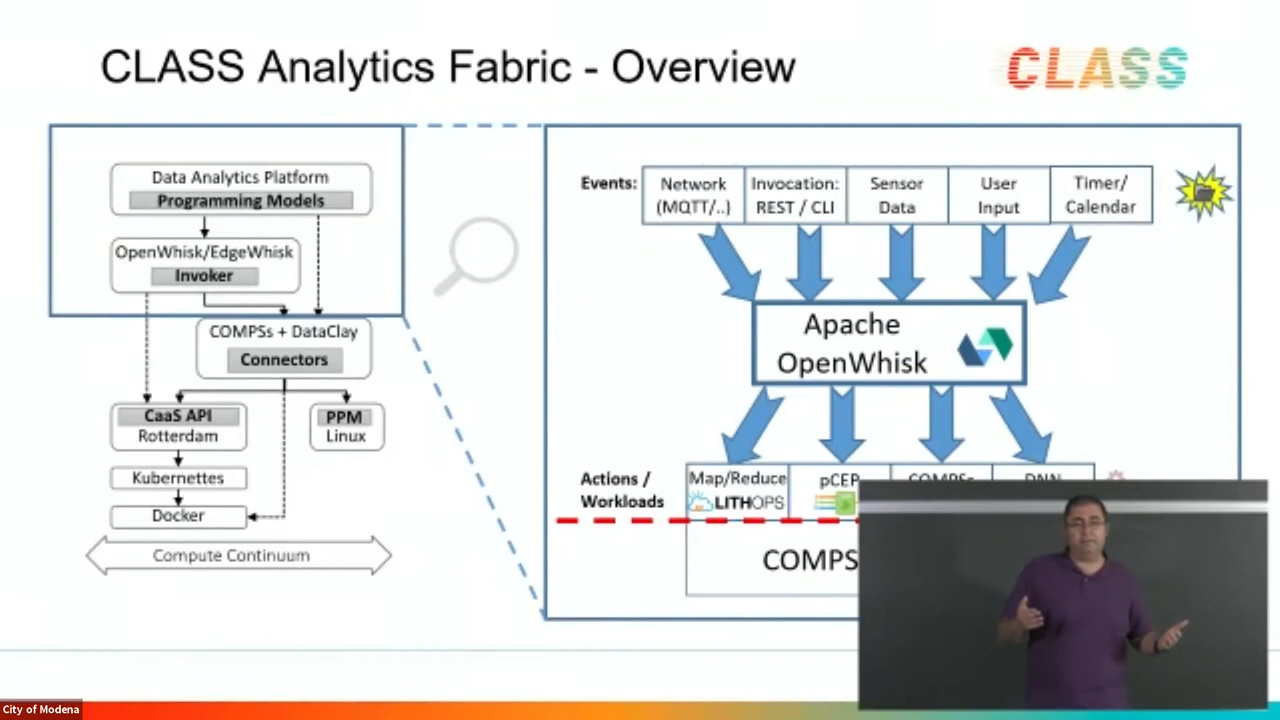 CLASS Analytics Fabric - Overview
CLASS
Data Analytics Platform
Programming Models
OpenWhisk/EdgeWhisk
Invoker
COMPSs + DataClay
Connectors
CaaS API
Rotterdam
PPM
Linux
Kubernettes
Docker
Compute Continuum
Events:
Network
(MQTT/..)
Invocation:
REST / CLI
Sensor
Data
User
Input
Timer/
Calendar
Apache
OpenWhisk
Actions /
Workloads
Map/Reduce
LITHOPS
pCEP
COMPSs
DNN
COMPS
City of Modena